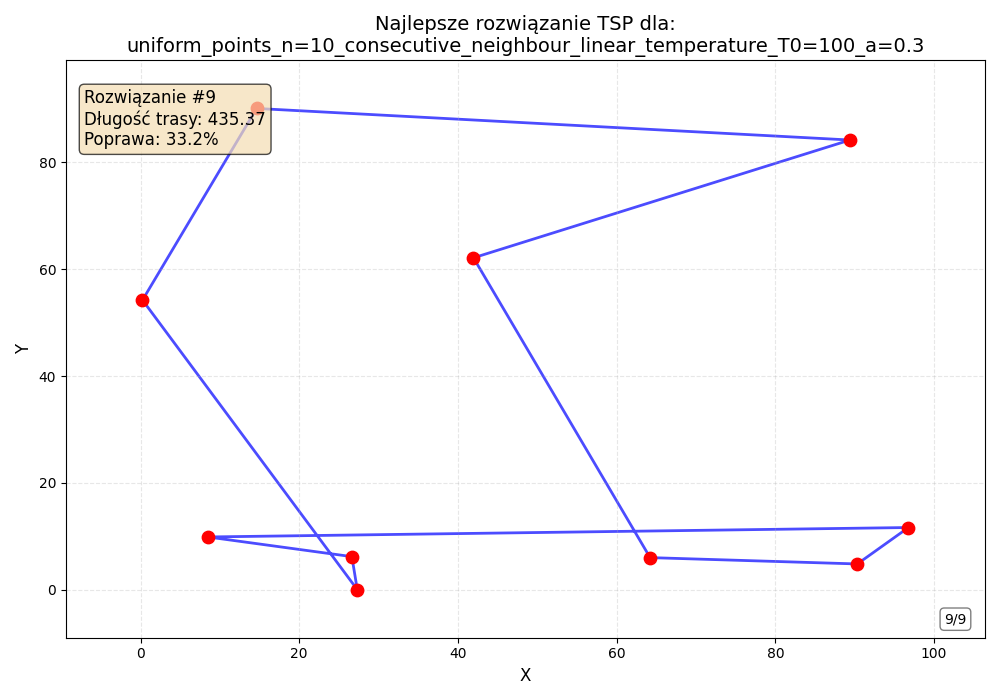 Najlepsze rozwiązanie TSP dla:
uniform_points_n=10_consecutive_neighbour_linear_temperature_T0=100_a=0.3
Rozwiązanie #9
Długość trasy: 435.37
Poprawa: 33.2%
Y
80
60
40
20
0
9/9
0 20 40 60 80 100
X